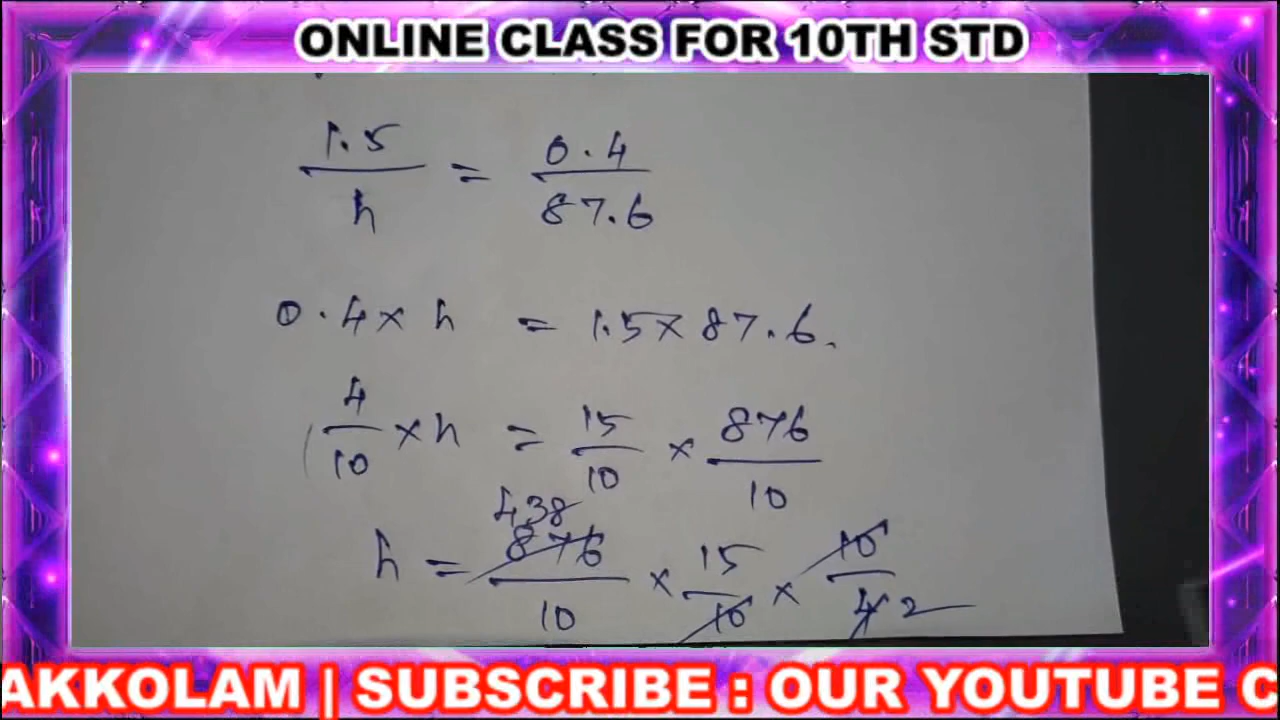 ONLINE CLASS FOR 10TH STD
1.5/h = 0.4/87.6
0.4 × h = 1.5 × 87.6.
4/10 × h = 15/10 × 876/10
438
h = 876/10 × 15/10 × 10/4 2
AKKOLAM | SUBSCRIBE : OUR YOUTUBE C